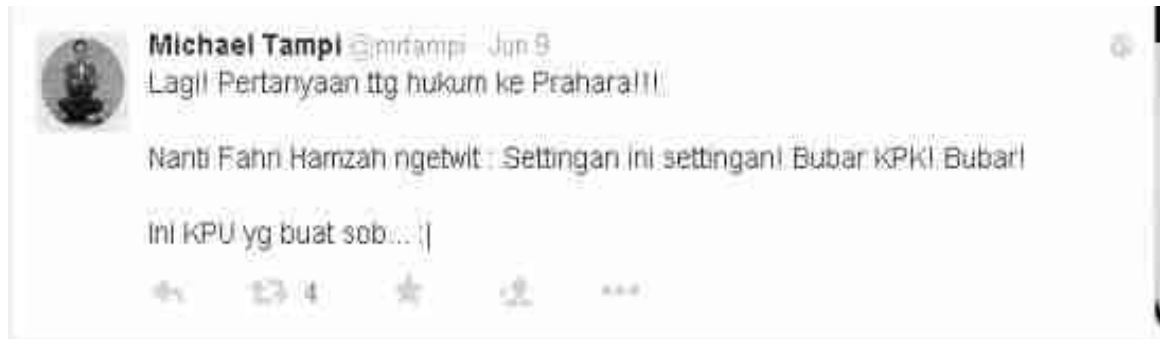 Michael Tampi @mrtampi · Jun 9
Lagi! Pertanyaan ttg hukum ke Prahara!!!
Nanti Fahri Hamzah ngetwit : Settingan ini settingan! Bubar KPK! Bubar!
Ini KPU yg buat sob... :|
4